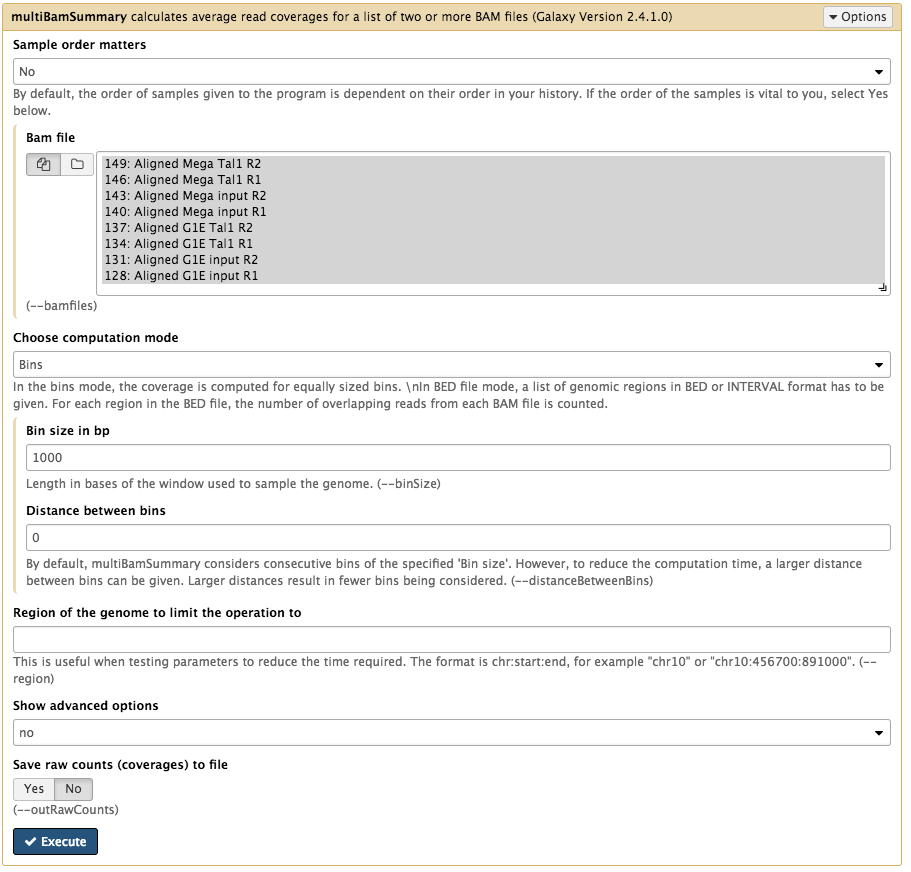 multiBamSummary calculates average read coverages for a list of two or more BAM files (Galaxy Version 2.4.1.0)
Options
Sample order matters
No
By default, the order of samples given to the program is dependent on their order in your history. If the order of the samples is vital to you, select Yes
below.
Bam file
149: Aligned Mega Tal1 R2
146: Aligned Mega Tal1 R1
143: Aligned Mega input R2
140: Aligned Mega input R1
137: Aligned G1E Tal1 R2
134: Aligned G1E Tal1 R1
131: Aligned G1E input R2
128: Aligned G1E input R1
(--bamfiles)
Choose computation mode
Bins
In the bins mode, the coverage is computed for equally sized bins. \nIn BED file mode, a list of genomic regions in BED or INTERVAL format has to be
given. For each region in the BED file, the number of overlapping reads from each BAM file is counted.
Bin size in bp
1000
Length in bases of the window used to sample the genome. (--binSize)
Distance between bins
0
By default, multiBamSummary considers consecutive bins of the specified 'Bin size'. However, to reduce the computation time, a larger distance
between bins can be given. Larger distances result in fewer bins being considered. (--distanceBetweenBins)
Region of the genome to limit the operation to
This is useful when testing parameters to reduce the time required. The format is chr:start:end, for example "chr10" or "chr10:456700:891000". (--
region)
Show advanced options
no
Save raw counts (coverages) to file
Yes No
(--outRawCounts)
Execute